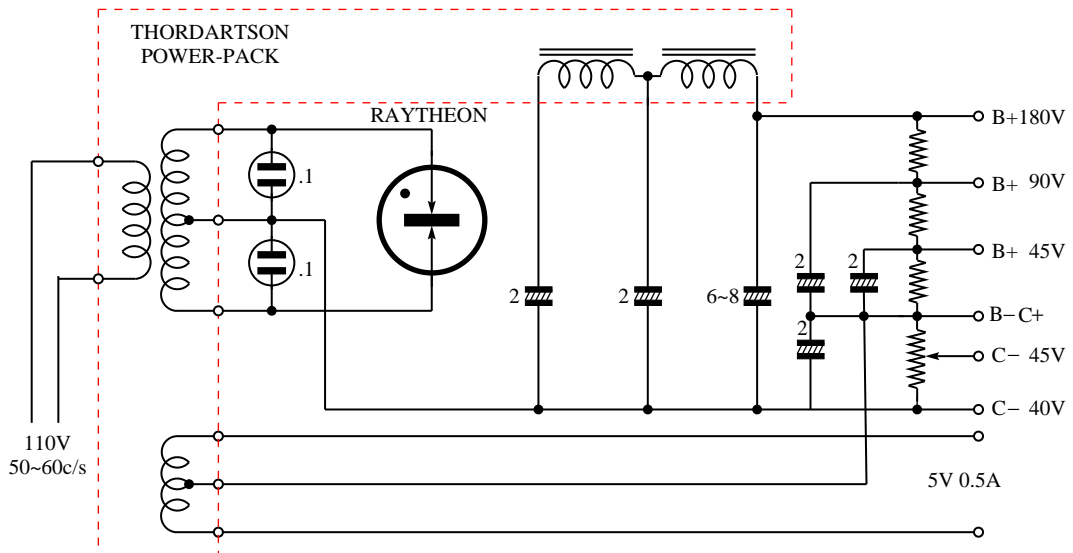 THORDARTSON
POWER-PACK
RAYTHEON
B+180V
.1
B+ 90V
B+ 45V
.1
2
2
2
2
6~8
B−C+
2
C− 45V
C− 40V
110V
50~60c/s
5V 0.5A